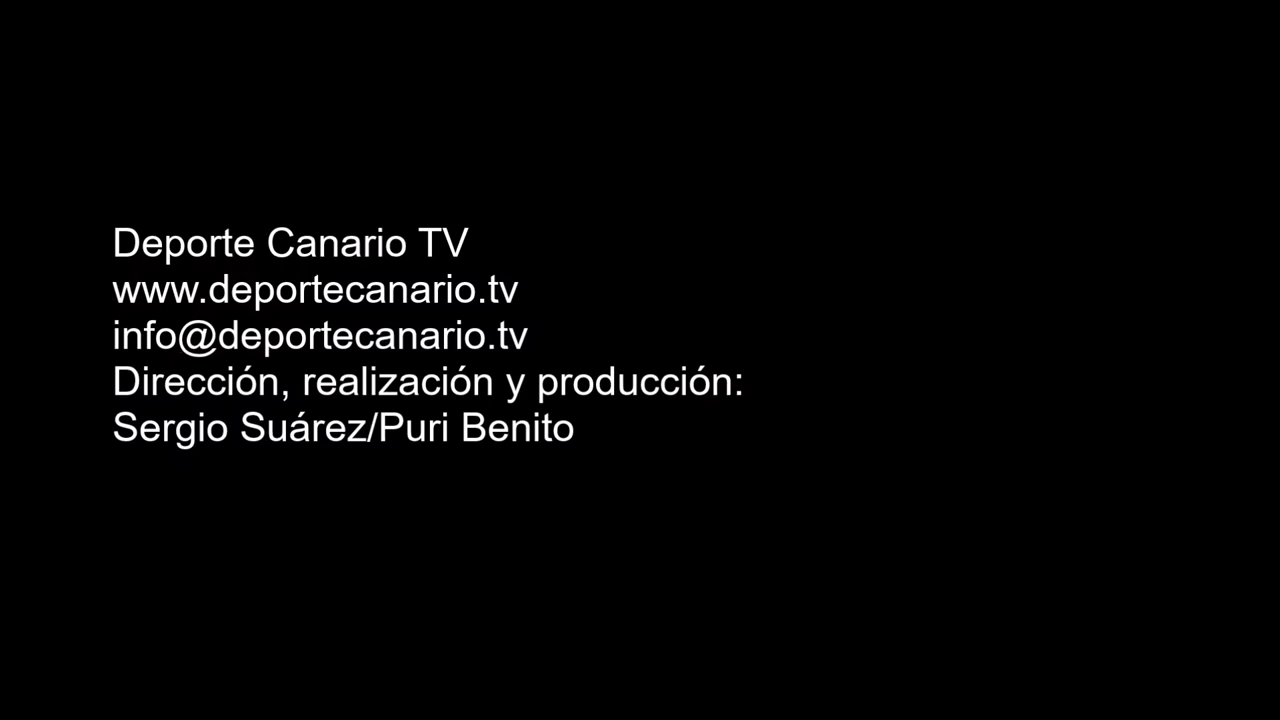 Deporte Canario TV
www.deportecanario.tv
info@deportecanario.tv
Dirección, realización y producción:
Sergio Suárez/Puri Benito